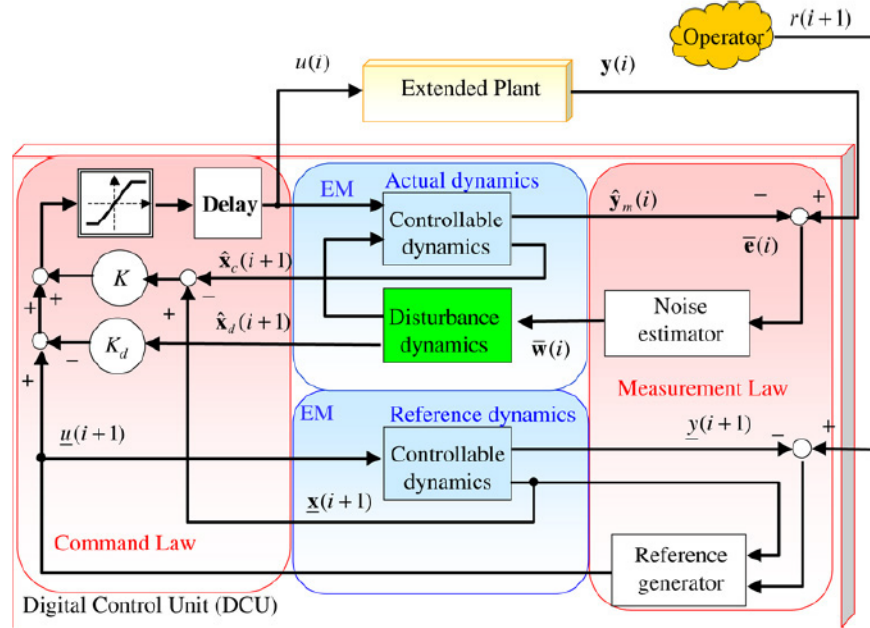 r(i+1)
Operator
u(i)
y(i)
Extended Plant
EM
Actual dynamics
Delay
Controllable
dynamics
ŷₘ(i)
−
+
ē(i)
x̂_c(i+1)
K
−
+
+
+
x̂_d(i+1)
Disturbance
dynamics
w̄(i)
Noise
estimator
K_d
−
+
Measurement Law
EM
Reference dynamics
u̲(i+1)
Controllable
dynamics
y̲(i+1)
−
+
x̲(i+1)
Command Law
Reference
generator
Digital Control Unit (DCU)